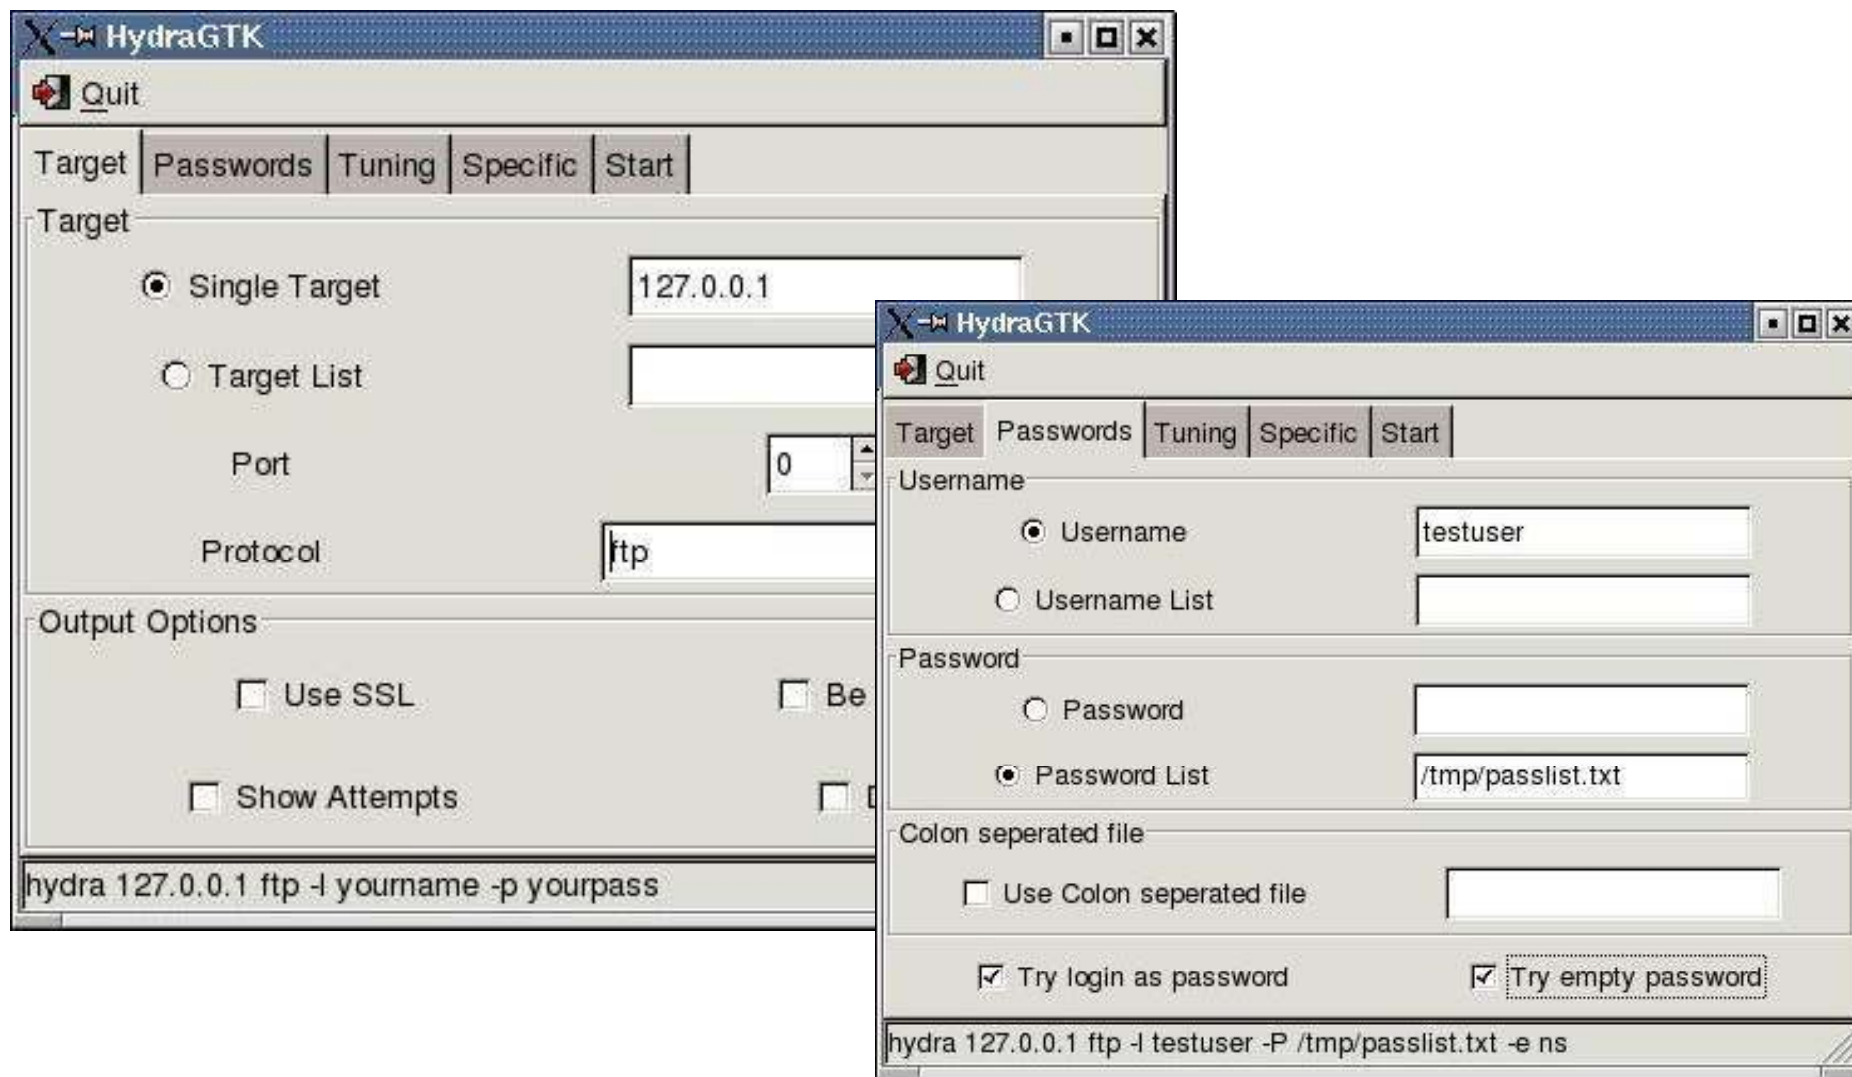 HydraGTK
Quit
Target Passwords Tuning Specific Start
Target
Single Target 127.0.0.1
Target List
Port 0
Protocol ftp
Output Options
Use SSL Be
Show Attempts
hydra 127.0.0.1 ftp -l yourname -p yourpass
HydraGTK
Quit
Target Passwords Tuning Specific Start
Username
Username testuser
Username List
Password
Password
Password List /tmp/passlist.txt
Colon seperated file
Use Colon seperated file
Try login as password Try empty password
hydra 127.0.0.1 ftp -l testuser -P /tmp/passlist.txt -e ns